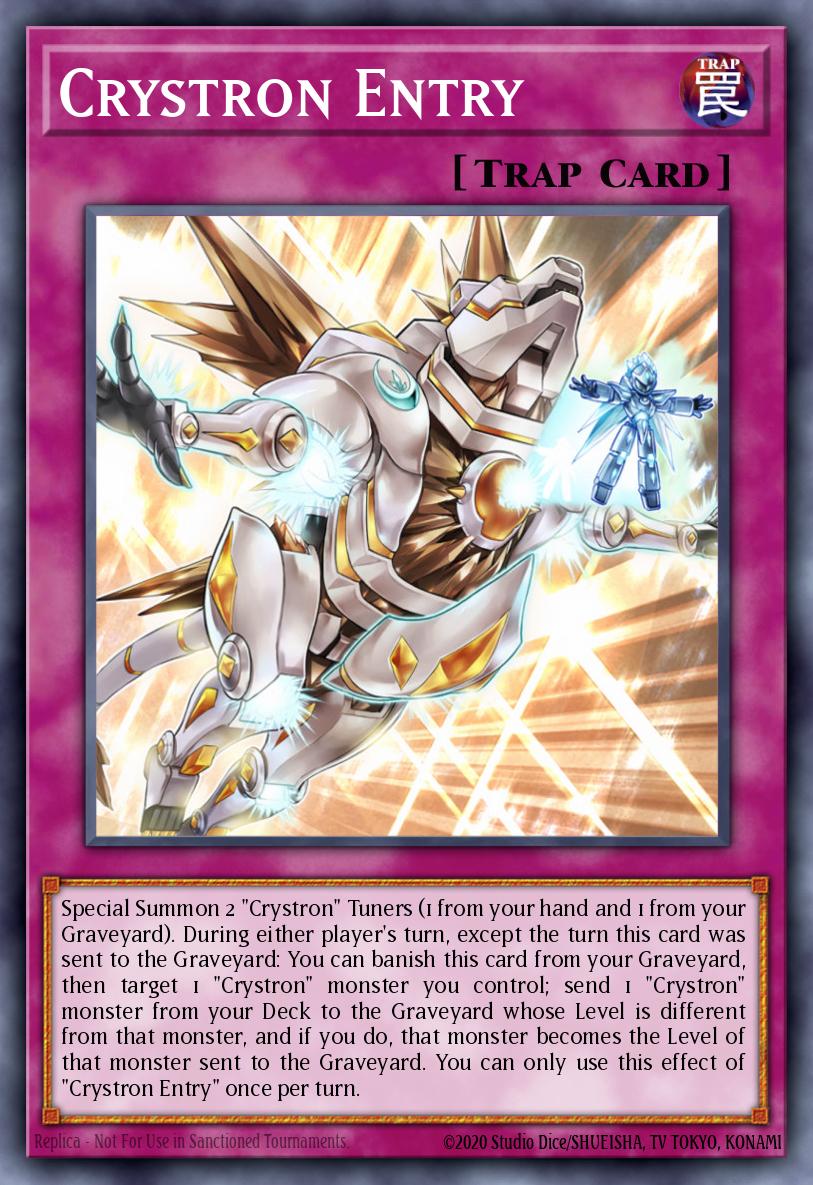 Crystron Entry
TRAP
罠
[Trap Card]
Special Summon 2 "Crystron" Tuners (1 from your hand and 1 from your
Graveyard). During either player's turn, except the turn this card was
sent to the Graveyard: You can banish this card from your Graveyard,
then target 1 "Crystron" monster you control; send 1 "Crystron"
monster from your Deck to the Graveyard whose Level is different
from that monster, and if you do, that monster becomes the Level of
that monster sent to the Graveyard. You can only use this effect of
"Crystron Entry" once per turn.
Replica - Not For Use in Sanctioned Tournaments.
©2020 Studio Dice/SHUEISHA, TV TOKYO, KONAMI